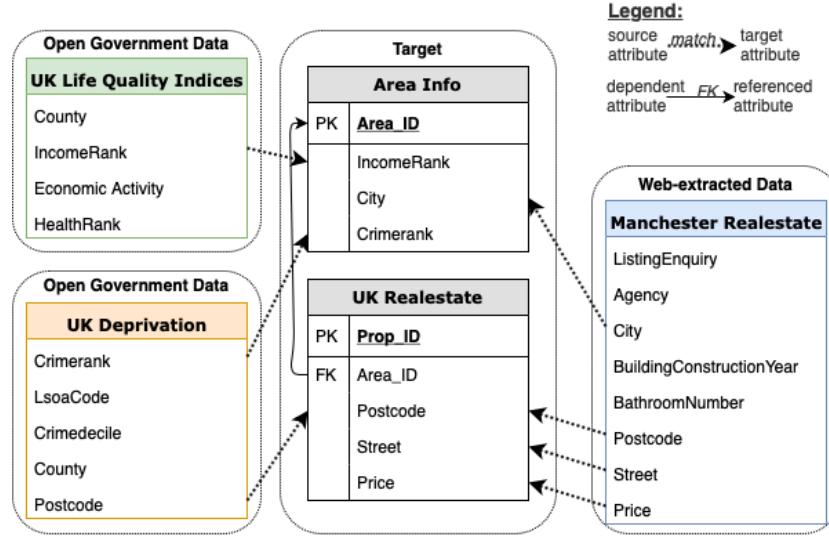 Legend:
source attribute match target attribute
dependent attribute FK referenced attribute
Open Government Data
UK Life Quality Indices
County
IncomeRank
Economic Activity
HealthRank
Open Government Data
UK Deprivation
Crimerank
LsoaCode
Crimedecile
County
Postcode
Target
Area Info
PK Area_ID
IncomeRank
City
Crimerank
UK Realestate
PK Prop_ID
FK Area_ID
Postcode
Street
Price
Web-extracted Data
Manchester Realestate
ListingEnquiry
Agency
City
BuildingConstructionYear
BathroomNumber
Postcode
Street
Price